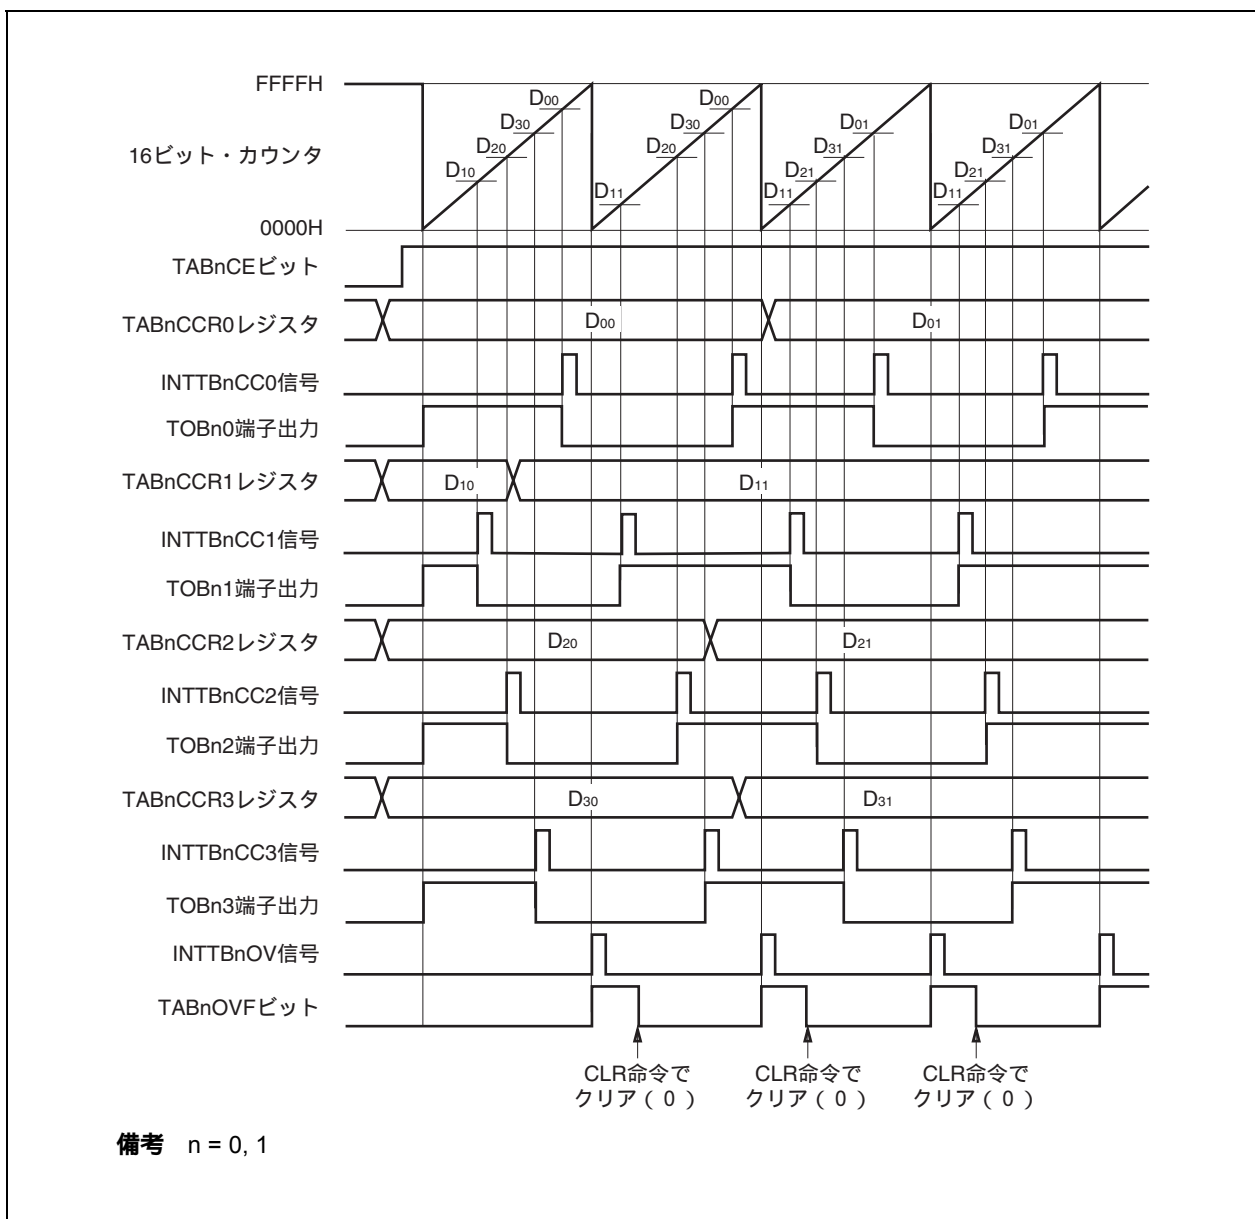 FFFFH
D00 D00
D30 D30 D01 D01
16ビット・カウンタ
D20 D20 D31 D31
D10 D21 D21
D11 D11 D11
0000H
TABnCEビット
TABnCCR0レジスタ D00 D01
INTTBnCC0信号
TOBn0端子出力
TABnCCR1レジスタ D10 D11
INTTBnCC1信号
TOBn1端子出力
TABnCCR2レジスタ D20 D21
INTTBnCC2信号
TOBn2端子出力
TABnCCR3レジスタ D30 D31
INTTBnCC3信号
TOBn3端子出力
INTTBnOV信号
TABnOVFビット
CLR命令で
クリア（0）
CLR命令で
クリア（0）
CLR命令で
クリア（0）
備考 n = 0, 1